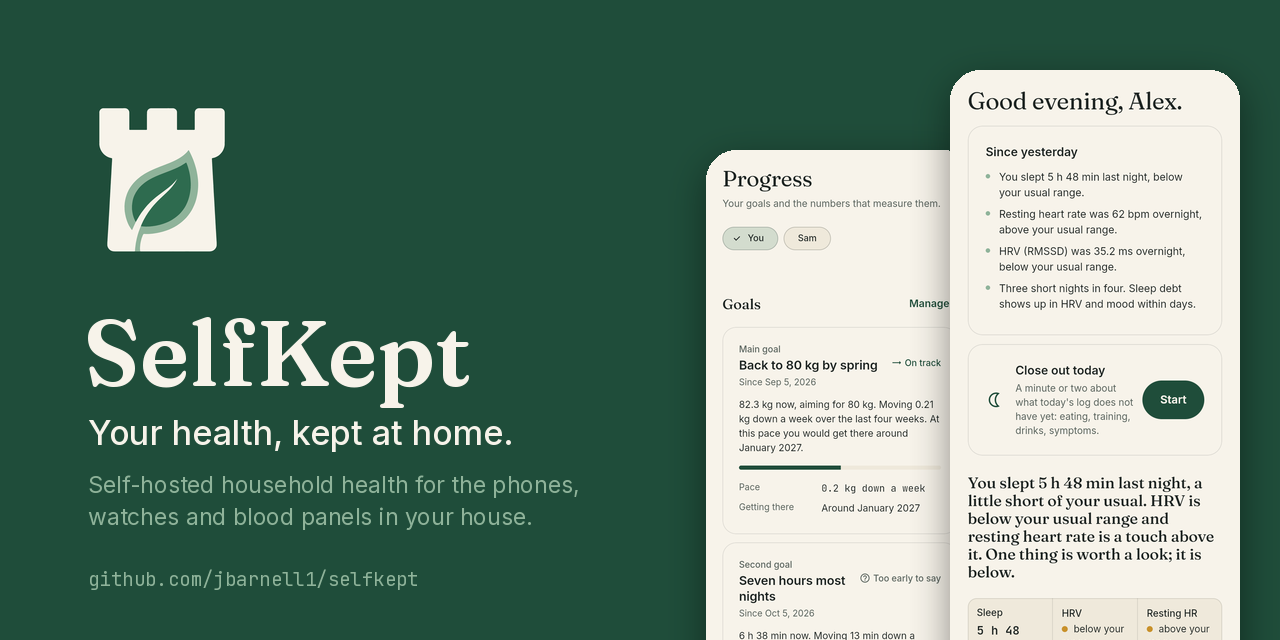 SelfKept
Your health, kept at home.
Self-hosted household health for the phones,
watches and blood panels in your house.
github.com/jbarnell1/selfkept
Progress
Your goals and the numbers that measure them.
You
Sam
Goals
Manage
Main goal
Back to 80 kg by spring
→ On track
Since Sep 5, 2026
82.3 kg now, aiming for 80 kg. Moving 0.21
kg down a week over the last four weeks. At
this pace you would get there around
January 2027.
Pace
0.2 kg down a week
Getting there
Around January 2027
Second goal
Seven hours most
nights
Too early to say
Since Oct 5, 2026
6 h 38 min now. Moving 13 min down a
Good evening, Alex.
Since yesterday
You slept 5 h 48 min last night, below
your usual range.
Resting heart rate was 62 bpm overnight,
above your usual range.
HRV (RMSSD) was 35.2 ms overnight,
below your usual range.
Three short nights in four. Sleep debt
shows up in HRV and mood within days.
Close out today
A minute or two about
what today's log does not
have yet: eating, training,
drinks, symptoms.
Start
You slept 5 h 48 min last night, a
little short of your usual. HRV is
below your usual range and
resting heart rate is a touch above
it. One thing is worth a look; it is
below.
Sleep
5 h 48
HRV
below your
Resting HR
above your